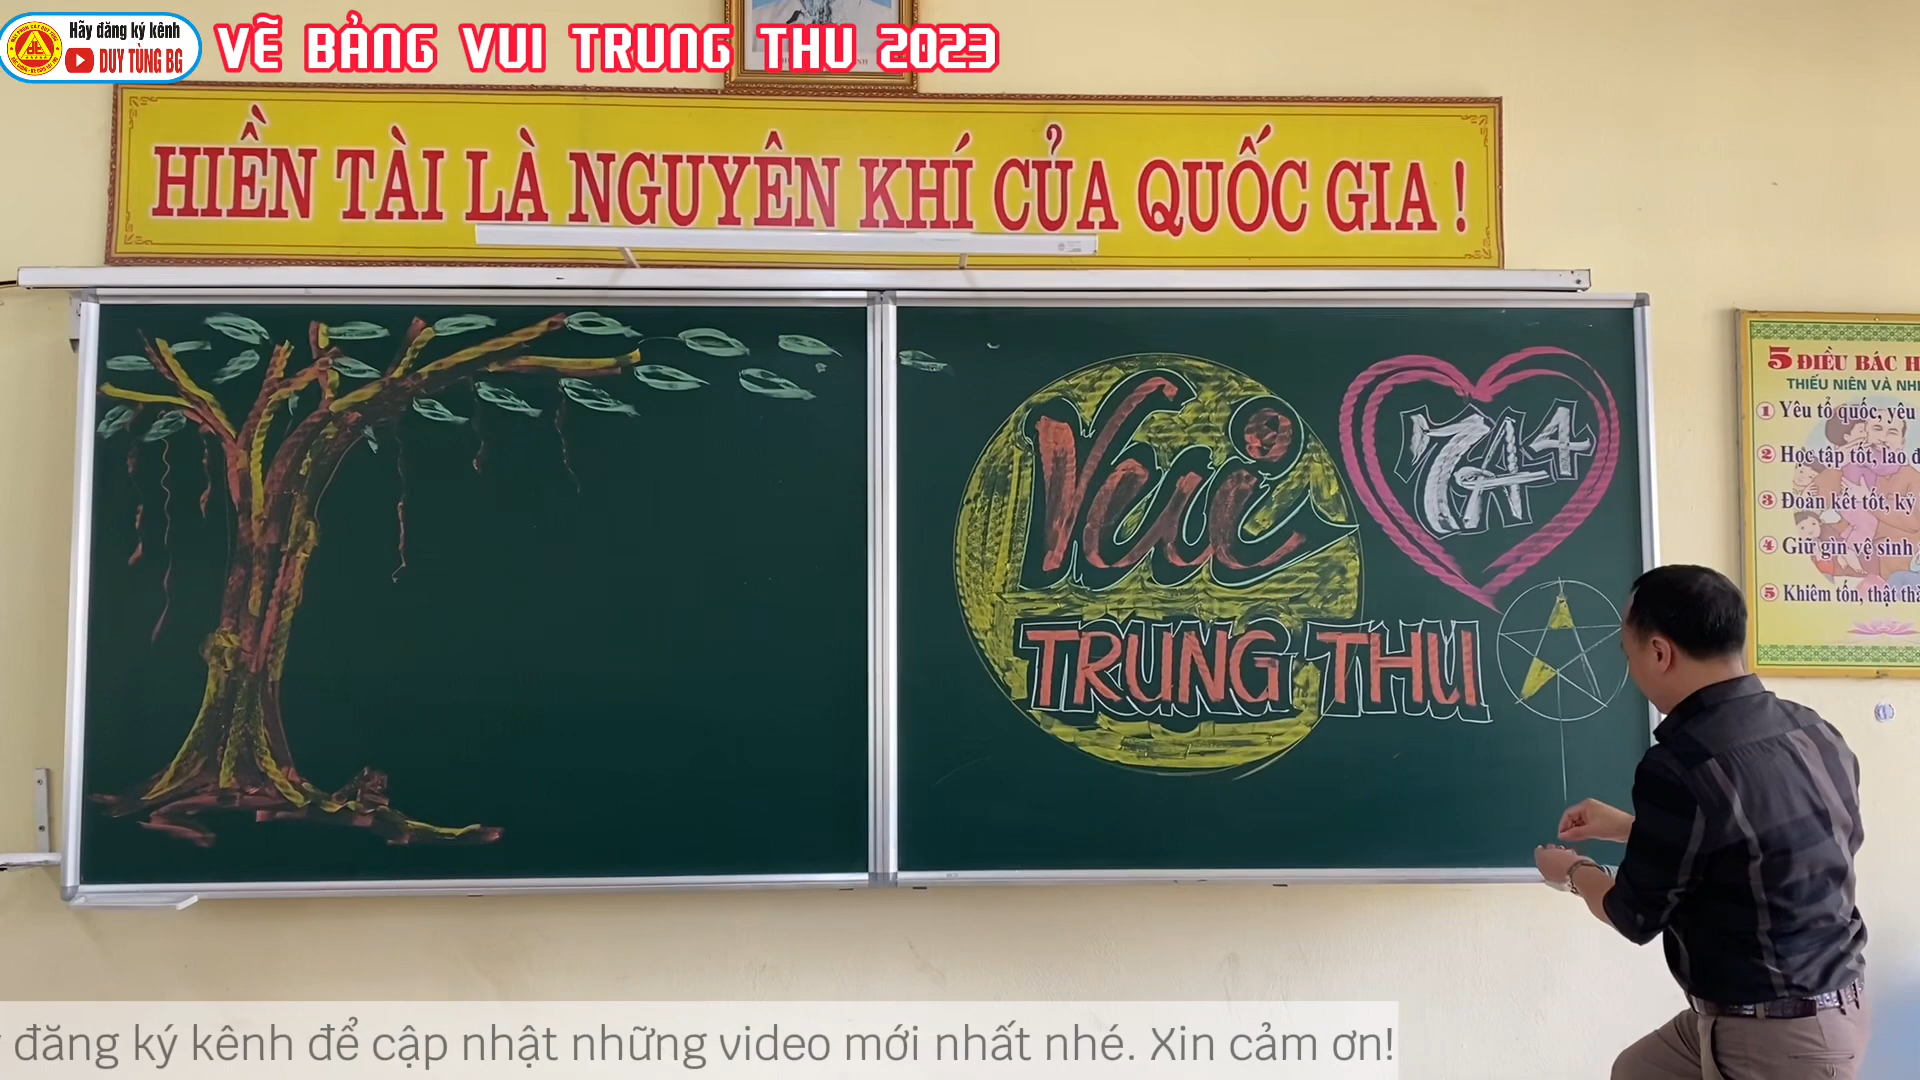 Hãy đăng ký kênh
DUY TÙNG BG
VẼ BẢNG VUI TRUNG THU 2023
HIỀN TÀI LÀ NGUYÊN KHÍ CỦA QUỐC GIA !
Vui
TRUNG THU
7A4
5 ĐIỀU BÁC H
THIẾU NIÊN VÀ NHI
1 Yêu tổ quốc, yêu
2 Học tập tốt, lao đ
3 Đoàn kết tốt, kỷ
4 Giữ gìn vệ sinh
5 Khiêm tốn, thật thà
đăng ký kênh để cập nhật những video mới nhất nhé. Xin cảm ơn!